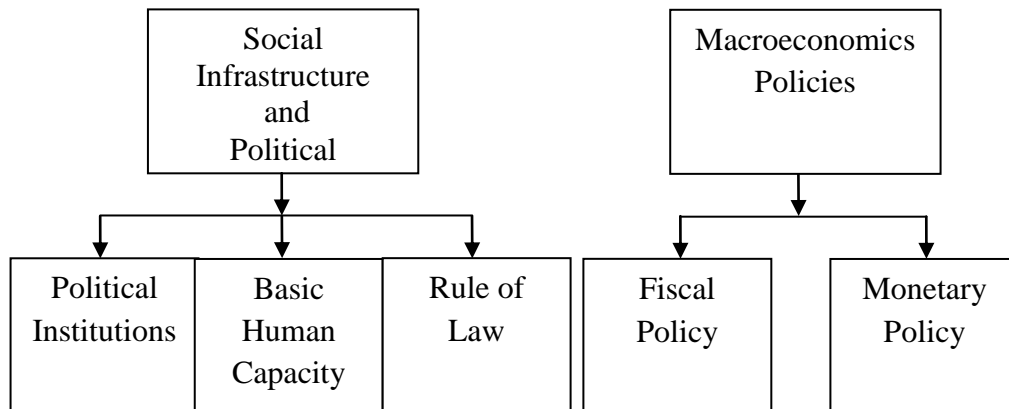 Social
Infrastructure
and
Political
Macroeconomics
Policies
Political
Institutions
Basic
Human
Capacity
Rule of
Law
Fiscal
Policy
Monetary
Policy